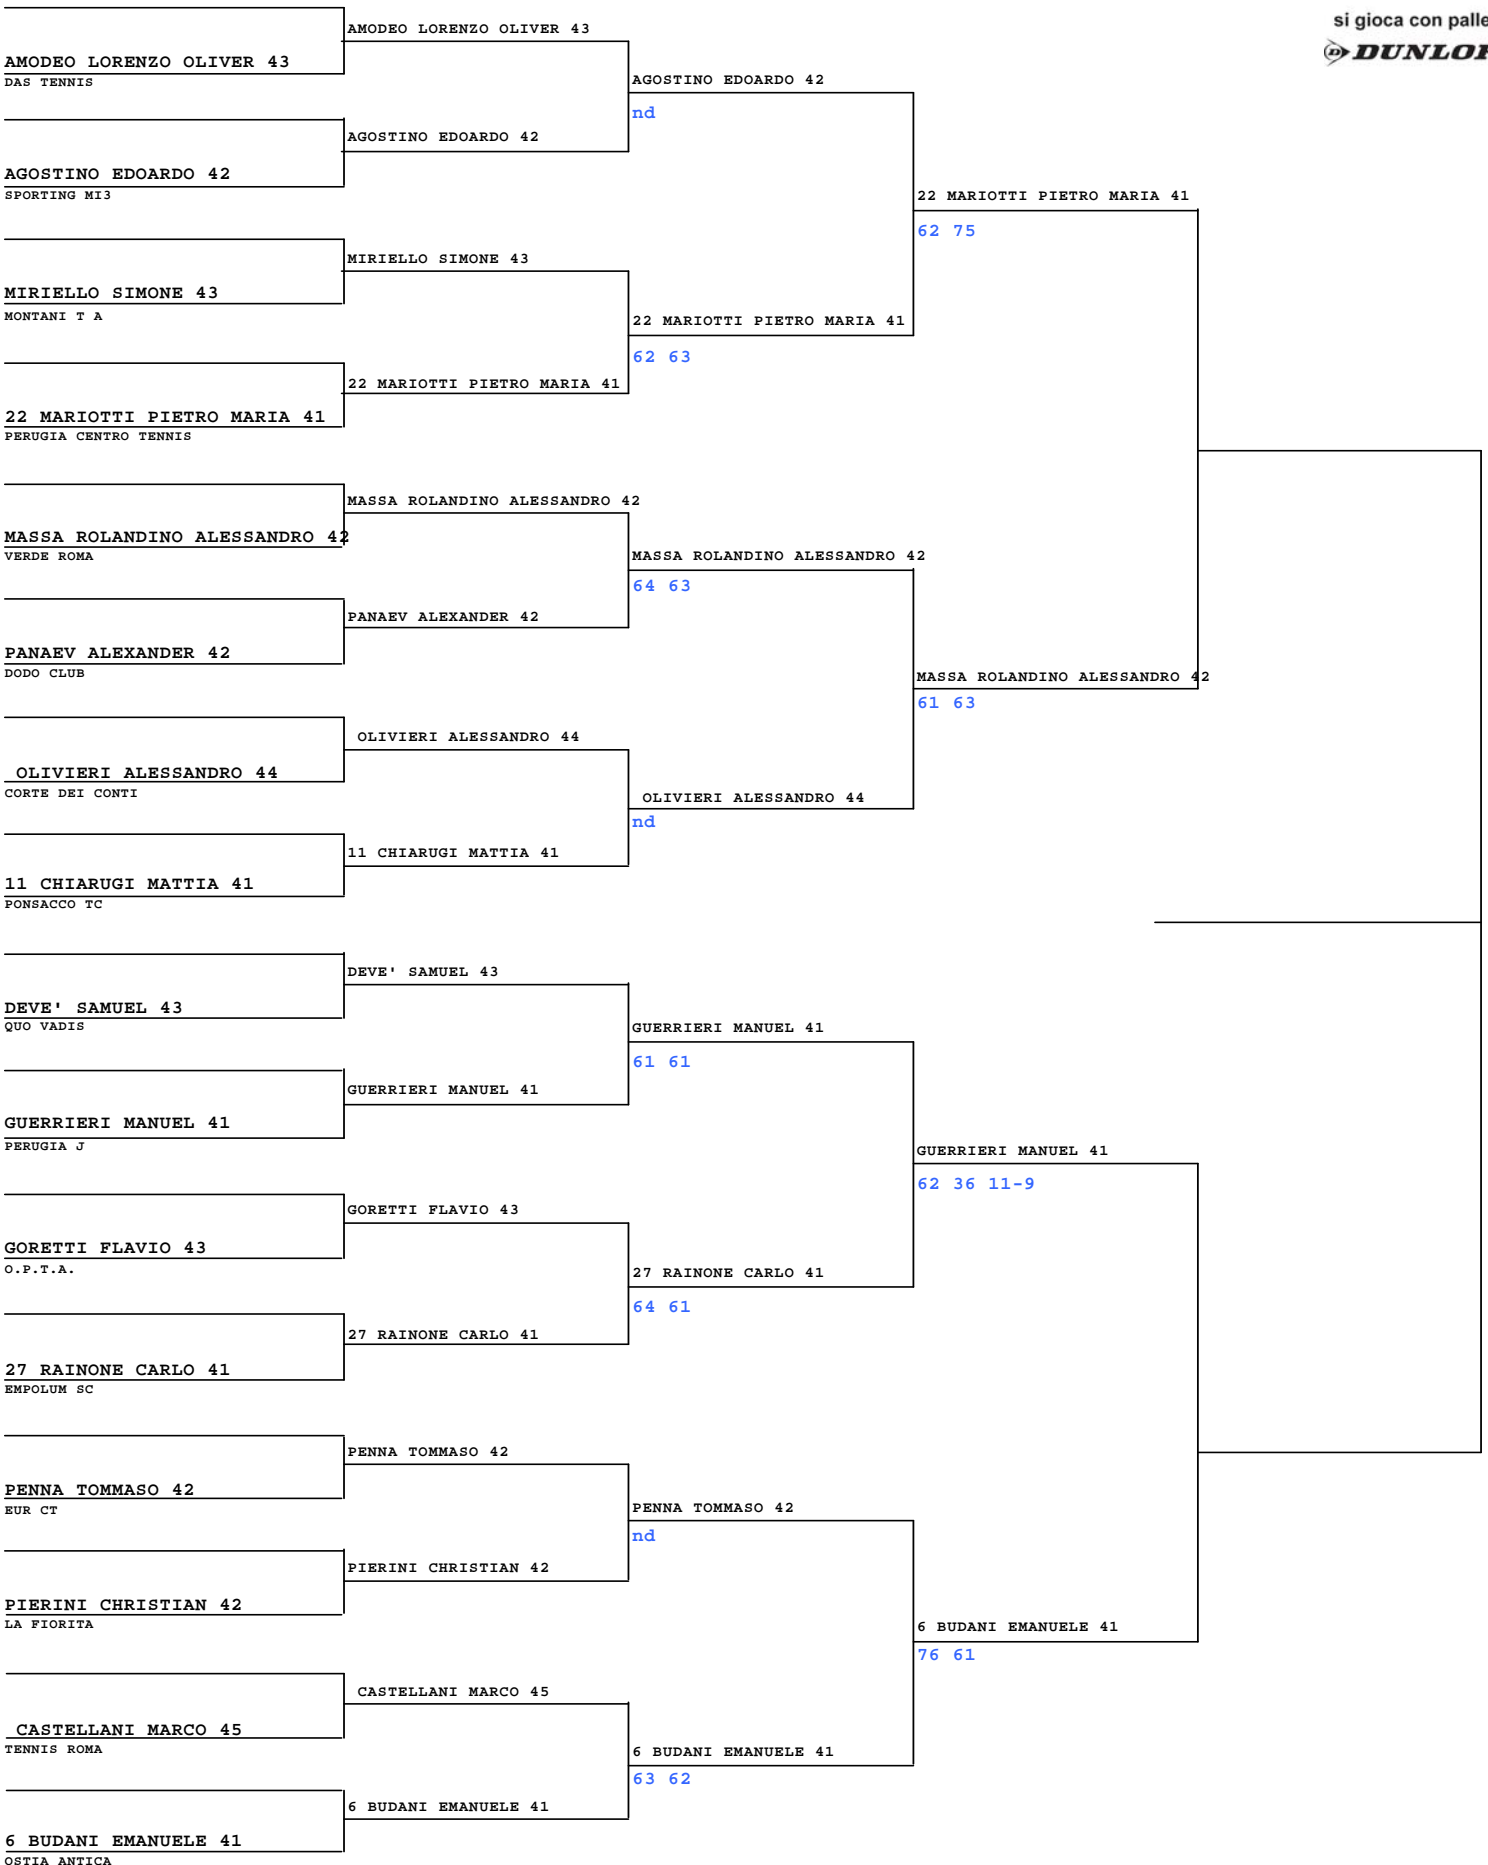 si gioca con palle
DUNLOP
AMODEO LORENZO OLIVER 43
DAS TENNIS
AGOSTINO EDOARDO 42
SPORTING MI3
MIRIELLO SIMONE 43
MONTANI T A
22 MARIOTTI PIETRO MARIA 41
PERUGIA CENTRO TENNIS
MASSA ROLANDINO ALESSANDRO 42
VERDE ROMA
PANAEV ALEXANDER 42
DODO CLUB
OLIVIERI ALESSANDRO 44
CORTE DEI CONTI
11 CHIARUGI MATTIA 41
PONSACCO TC
DEVE' SAMUEL 43
QUO VADIS
GUERRIERI MANUEL 41
PERUGIA J
GORETTI FLAVIO 43
O.P.T.A.
27 RAINONE CARLO 41
EMPOLUM SC
PENNA TOMMASO 42
EUR CT
PIERINI CHRISTIAN 42
LA FIORITA
CASTELLANI MARCO 45
TENNIS ROMA
6 BUDANI EMANUELE 41
OSTIA ANTICA
AMODEO LORENZO OLIVER 43
AGOSTINO EDOARDO 42
MIRIELLO SIMONE 43
22 MARIOTTI PIETRO MARIA 41
MASSA ROLANDINO ALESSANDRO 42
PANAEV ALEXANDER 42
OLIVIERI ALESSANDRO 44
11 CHIARUGI MATTIA 41
DEVE' SAMUEL 43
GUERRIERI MANUEL 41
GORETTI FLAVIO 43
27 RAINONE CARLO 41
PENNA TOMMASO 42
PIERINI CHRISTIAN 42
CASTELLANI MARCO 45
6 BUDANI EMANUELE 41
AGOSTINO EDOARDO 42
nd
22 MARIOTTI PIETRO MARIA 41
62 63
MASSA ROLANDINO ALESSANDRO 42
64 63
OLIVIERI ALESSANDRO 44
nd
GUERRIERI MANUEL 41
61 61
27 RAINONE CARLO 41
64 61
PENNA TOMMASO 42
nd
6 BUDANI EMANUELE 41
63 62
22 MARIOTTI PIETRO MARIA 41
62 75
MASSA ROLANDINO ALESSANDRO 42
61 63
GUERRIERI MANUEL 41
62 36 11-9
6 BUDANI EMANUELE 41
76 61